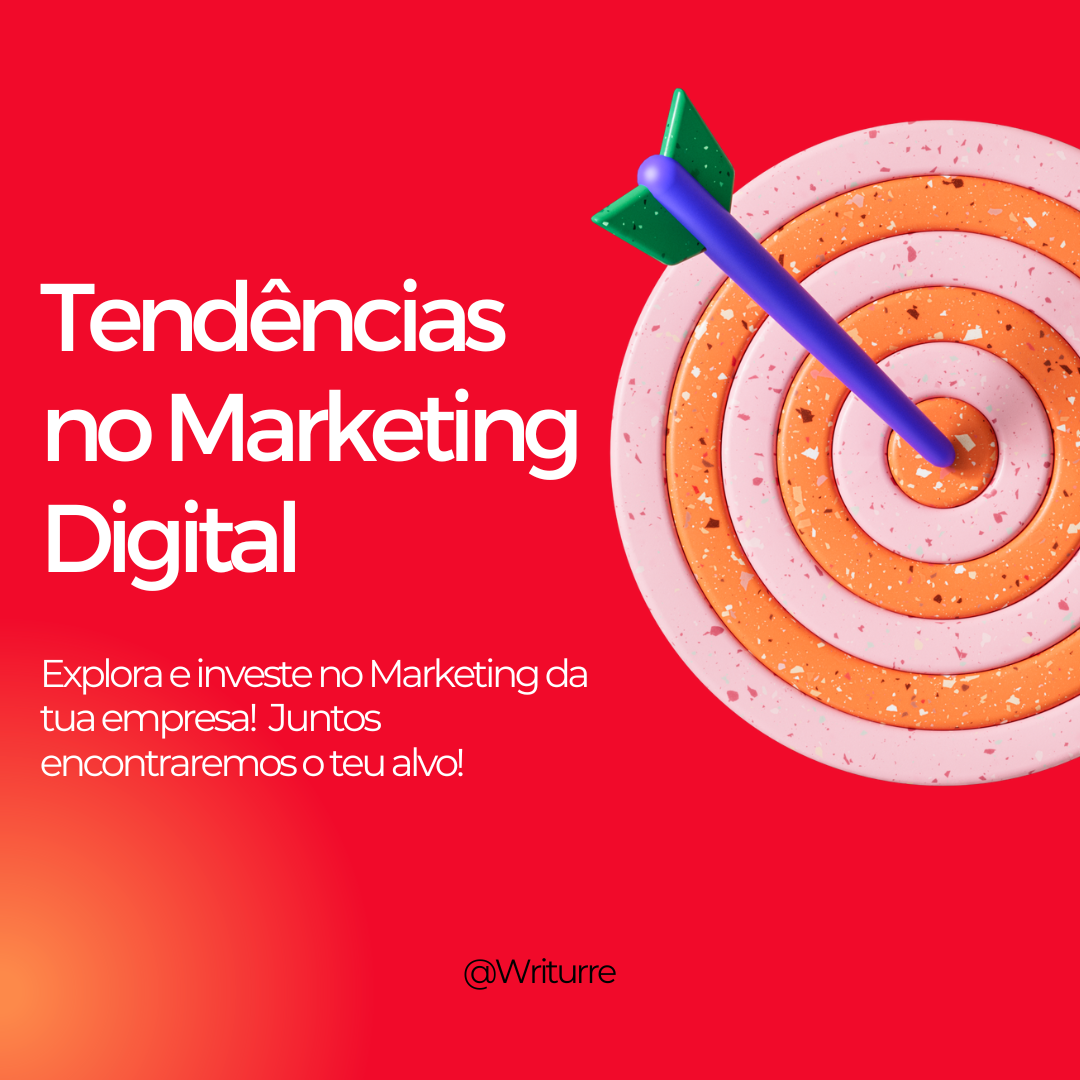 Tendências
no Marketing
Digital
Explora e investe no Marketing da
tua empresa! Juntos
encontraremos o teu alvo!
@Writurre